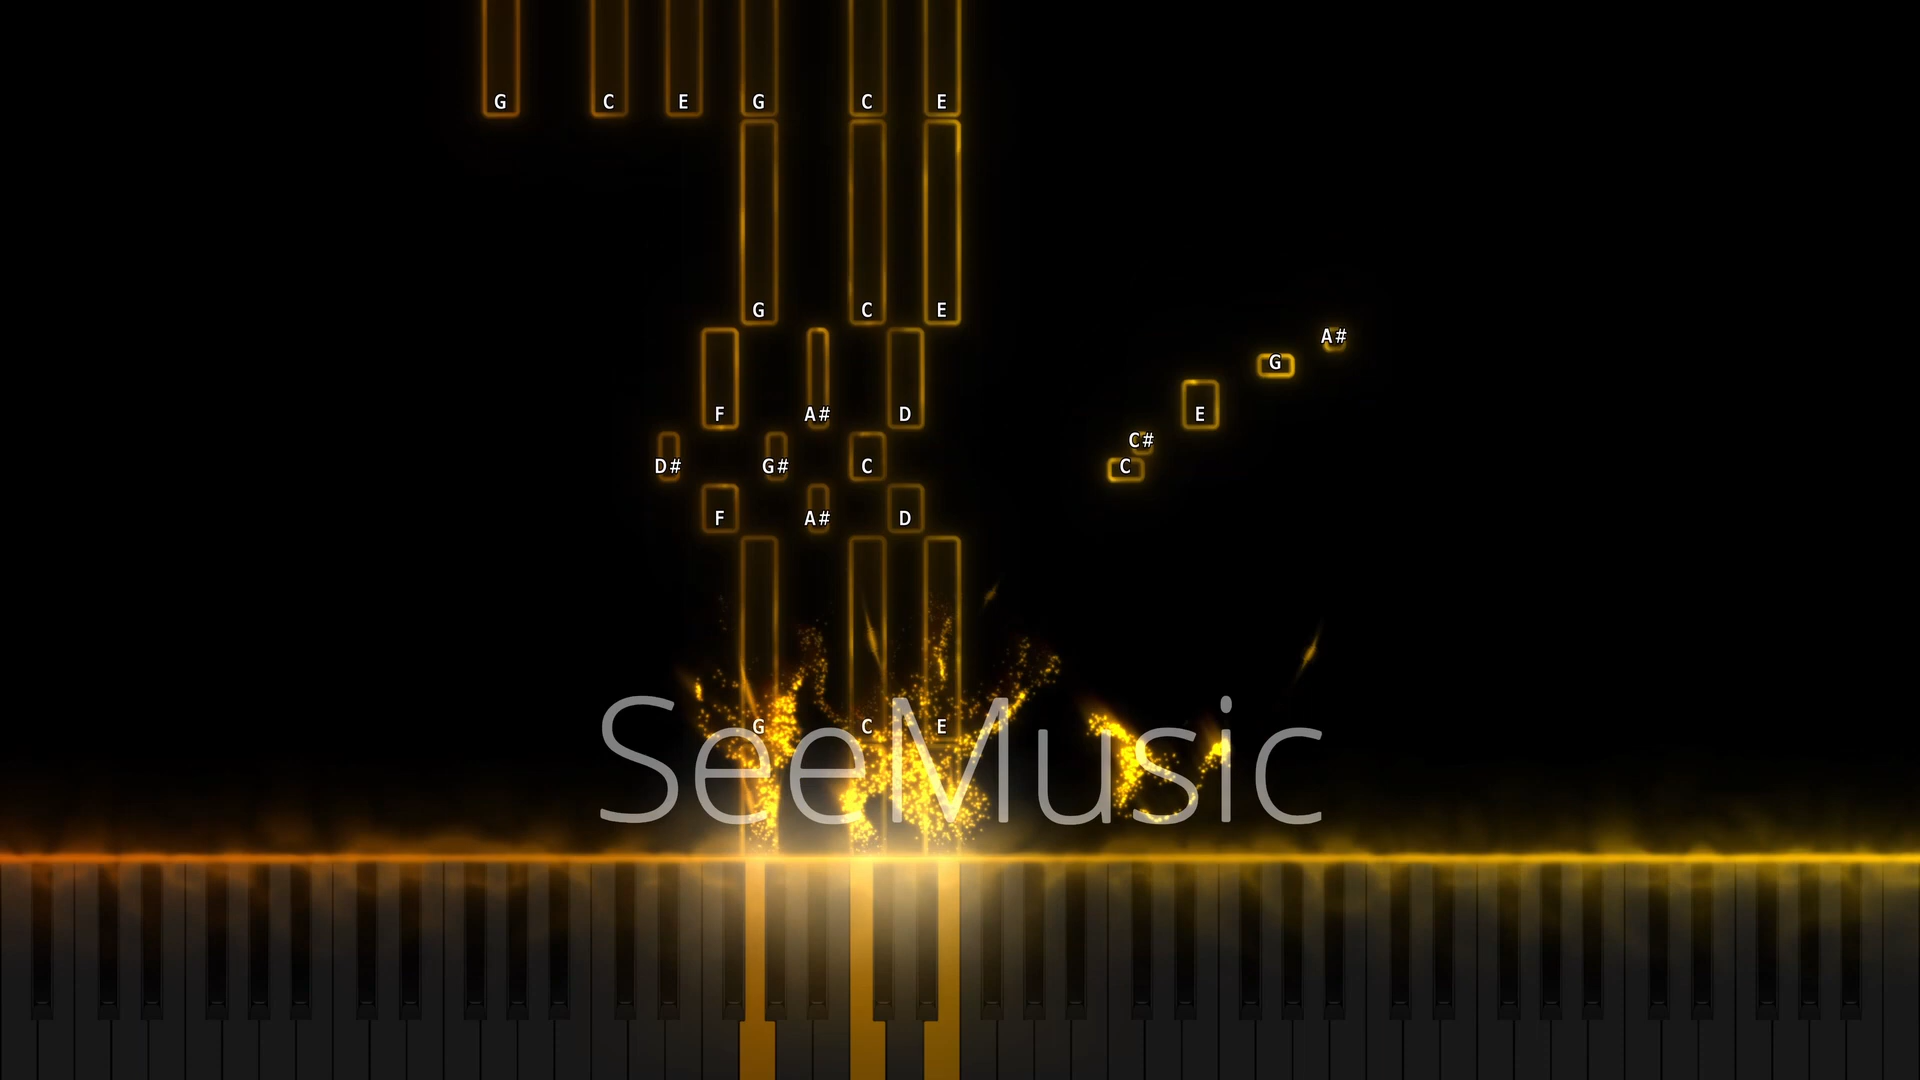 G C E G C E
G C E
A#
G
F A# D E
C#
D# G# C C
F A# D
G C E
SeeMusic